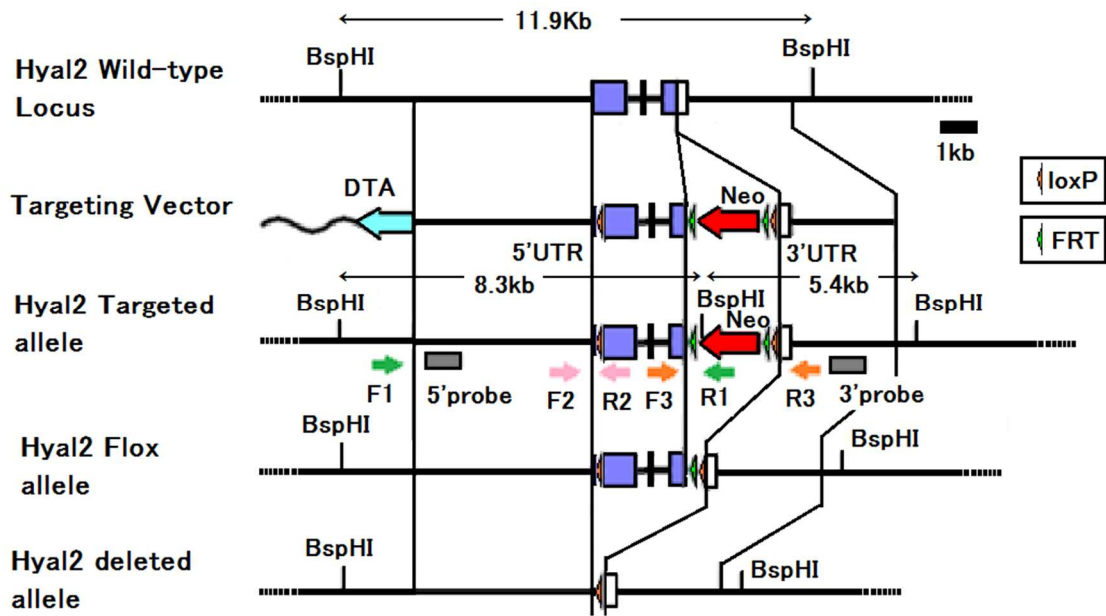 11.9Kb
Hyal2 Wild-type
Locus
BspHI
BspHI
1kb
loxP
FRT
Targeting Vector
DTA
Neo
5'UTR
3'UTR
8.3kb
5.4kb
Hyal2 Targeted
allele
BspHI
BspHI
Neo
BspHI
F1
5'probe
F2
R2
F3
R1
R3
3'probe
Hyal2 Flox
allele
BspHI
BspHI
Hyal2 deleted
allele
BspHI
BspHI